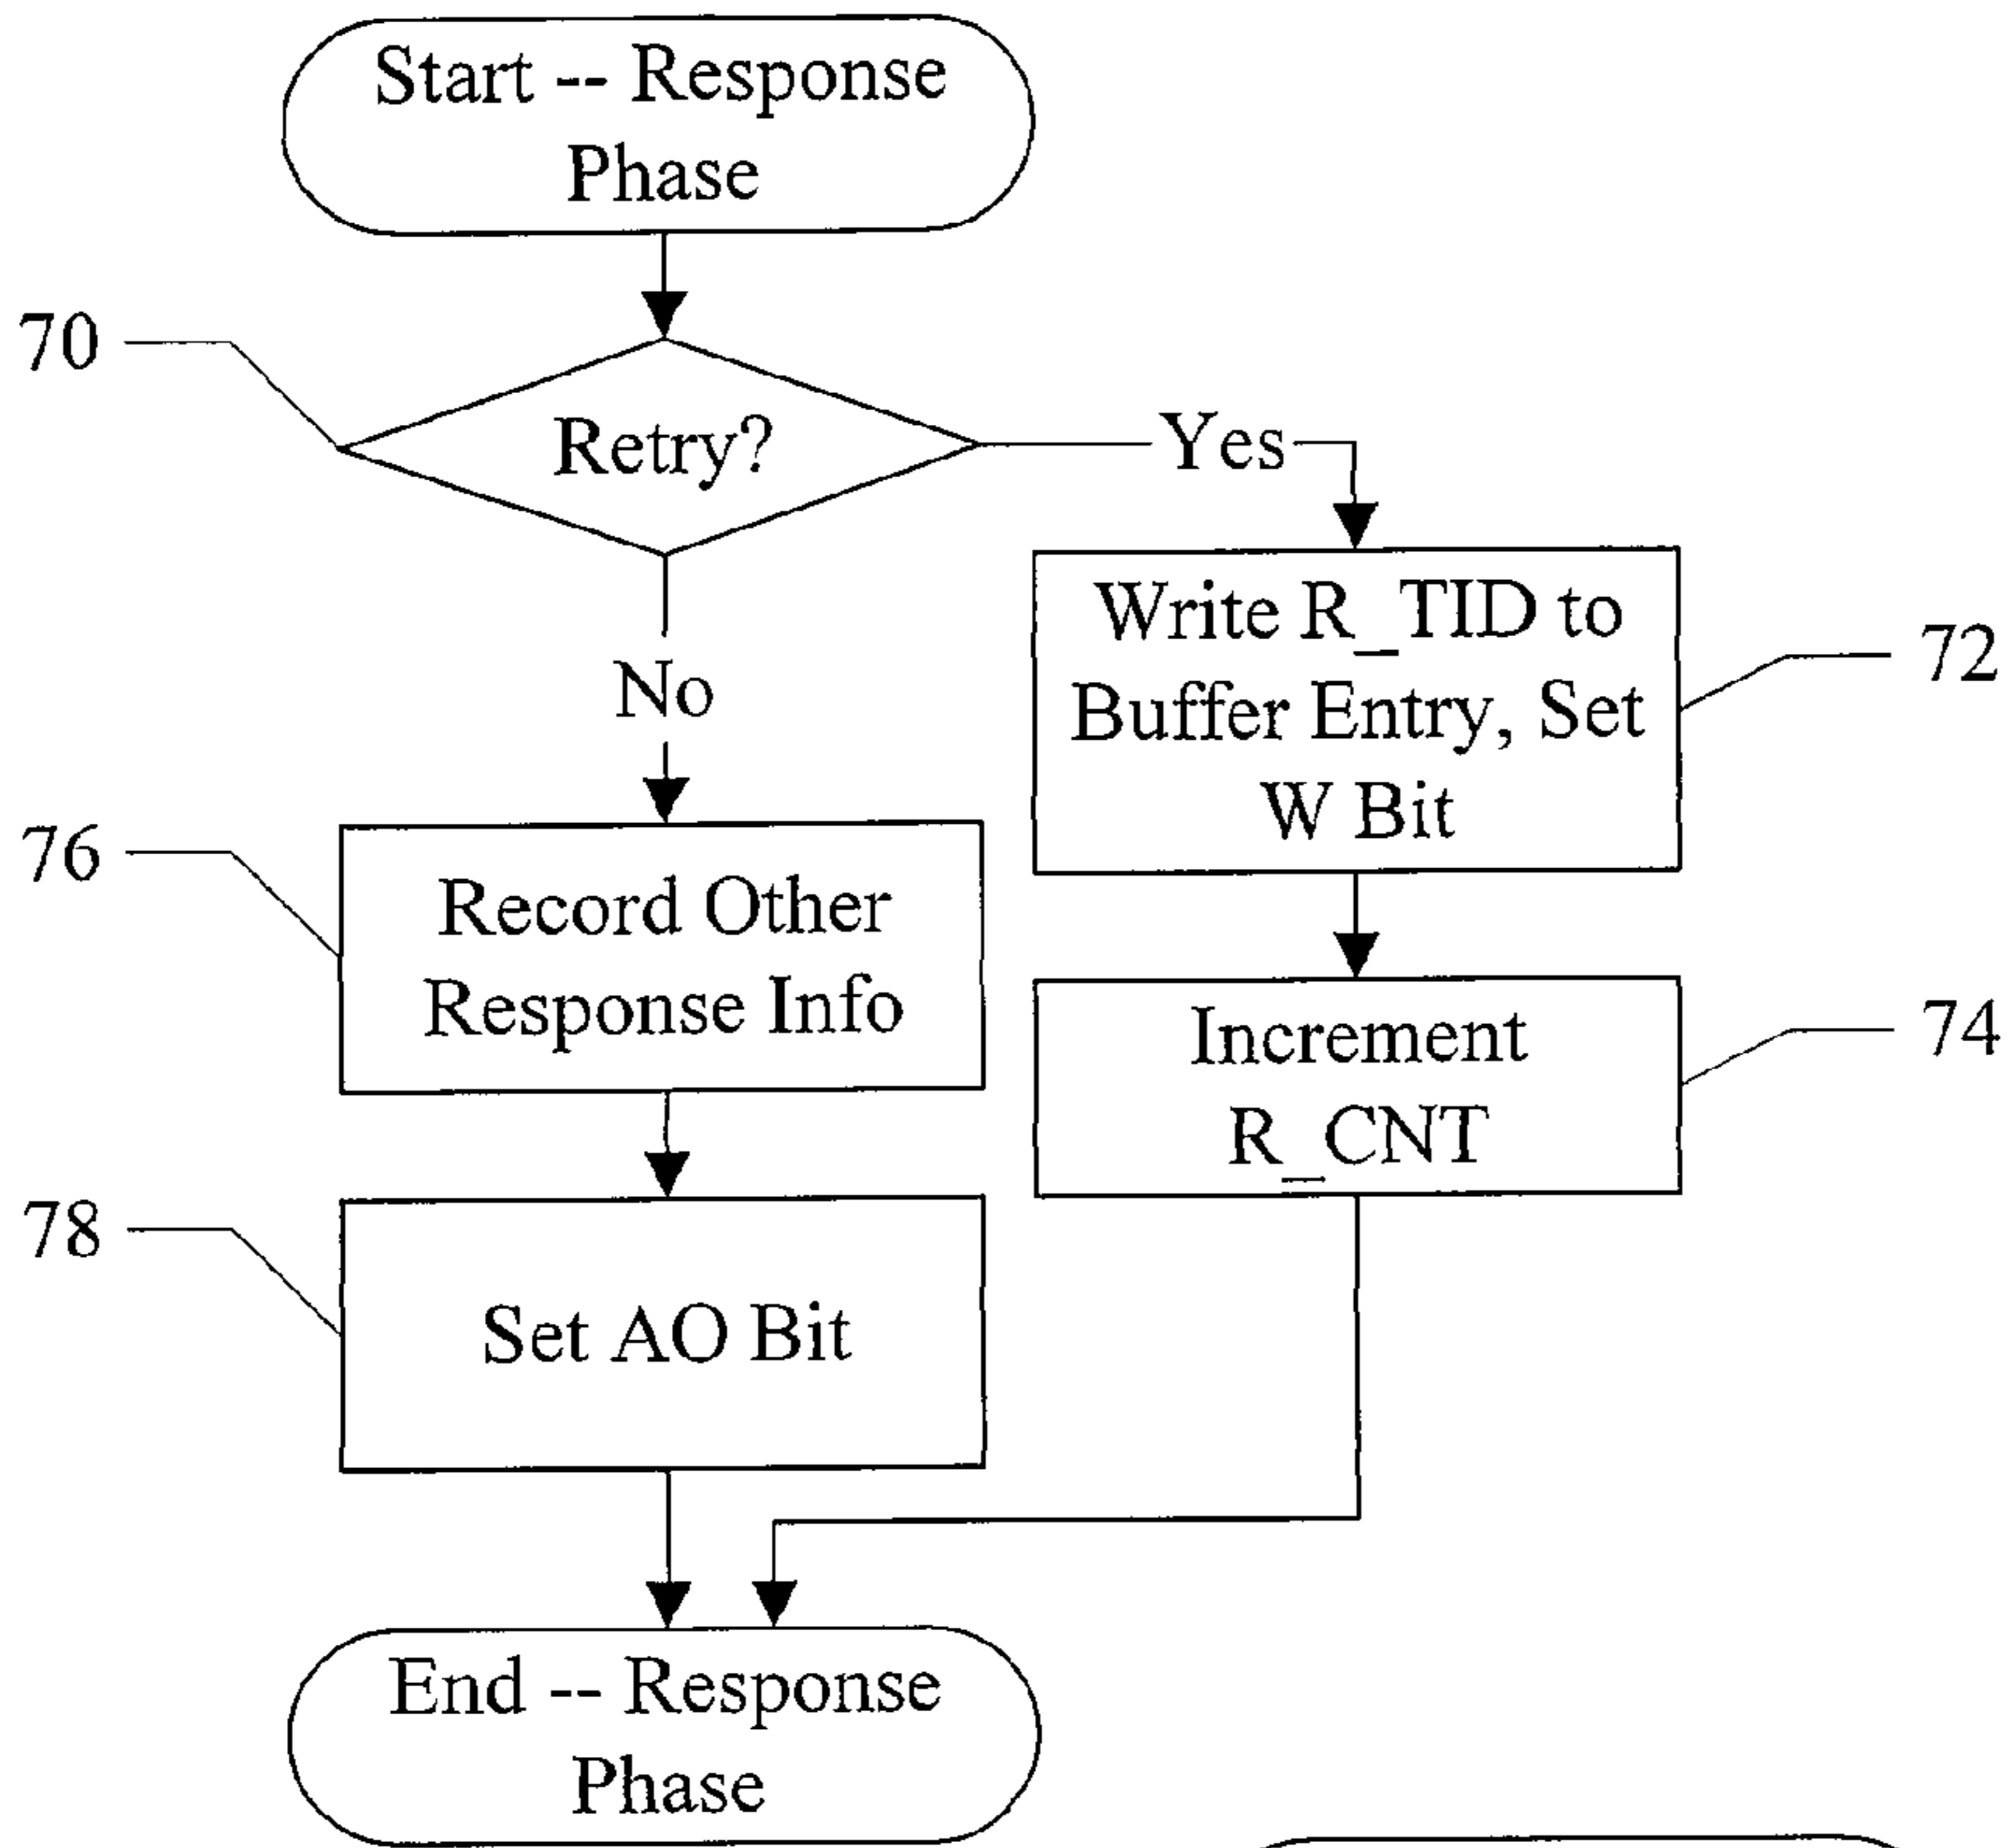 Start -- Response
Phase
70
Retry?
Yes
No
Write R_TID to
Buffer Entry, Set
W Bit
72
76
Record Other
Response Info
Increment
R_CNT
74
78
Set AO Bit
End -- Response
Phase